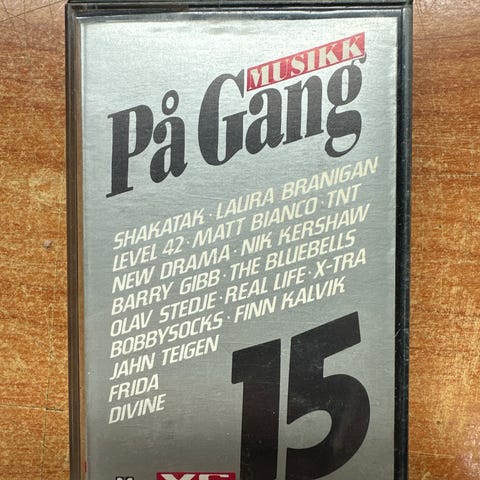 MUSIKK
På Gang
SHAKATAK · LAURA BRANIGAN
LEVEL 42 · MATT BIANCO · TNT
NEW DRAMA · NIK KERSHAW
BARRY GIBB · THE BLUEBELLS
OLAV STEDJE · REAL LIFE · X-TRA
BOBBYSOCKS · FINN KALVIK
JAHN TEIGEN
FRIDA
DIVINE
15